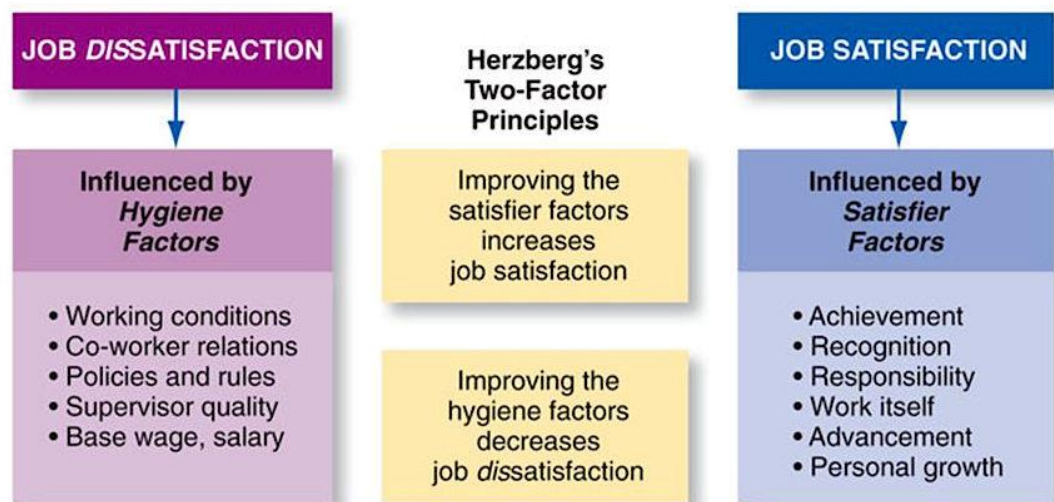 JOB DISSATISFACTION
Influenced by
Hygiene
Factors
• Working conditions
• Co-worker relations
• Policies and rules
• Supervisor quality
• Base wage, salary
Herzberg's
Two-Factor
Principles
Improving the
satisfier factors
increases
job satisfaction
Improving the
hygiene factors
decreases
job dissatisfaction
JOB SATISFACTION
Influenced by
Satisfier
Factors
• Achievement
• Recognition
• Responsibility
• Work itself
• Advancement
• Personal growth